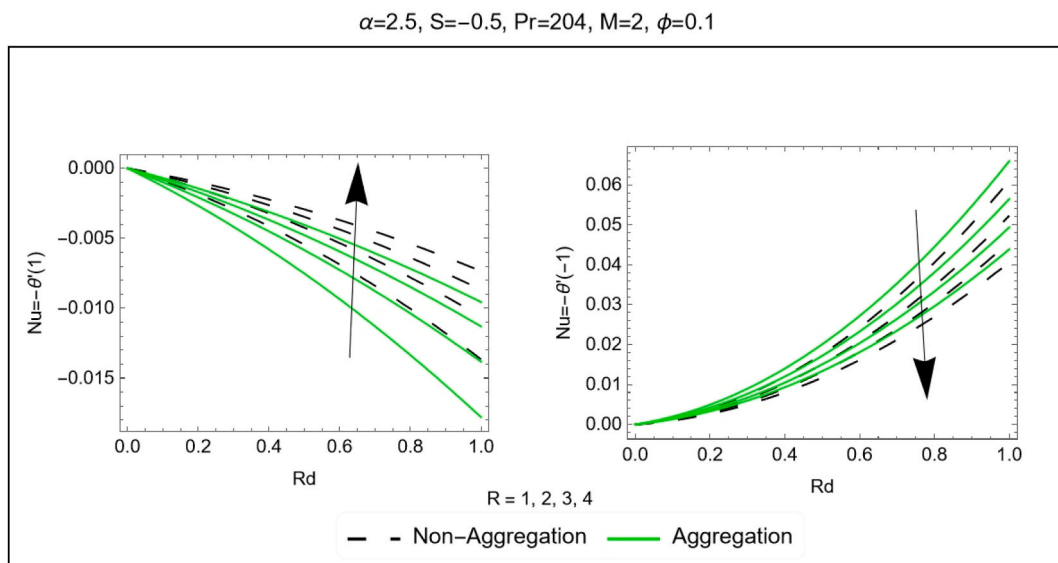 α=2.5, S=−0.5, Pr=204, M=2, ϕ=0.1
Nu=−θ'(1)
0.000
−0.005
−0.010
−0.015
0.0 0.2 0.4 0.6 0.8 1.0
Rd
Nu=−θ'(−1)
0.06
0.05
0.04
0.03
0.02
0.01
0.00
0.0 0.2 0.4 0.6 0.8 1.0
Rd
R = 1, 2, 3, 4
Non−Aggregation Aggregation